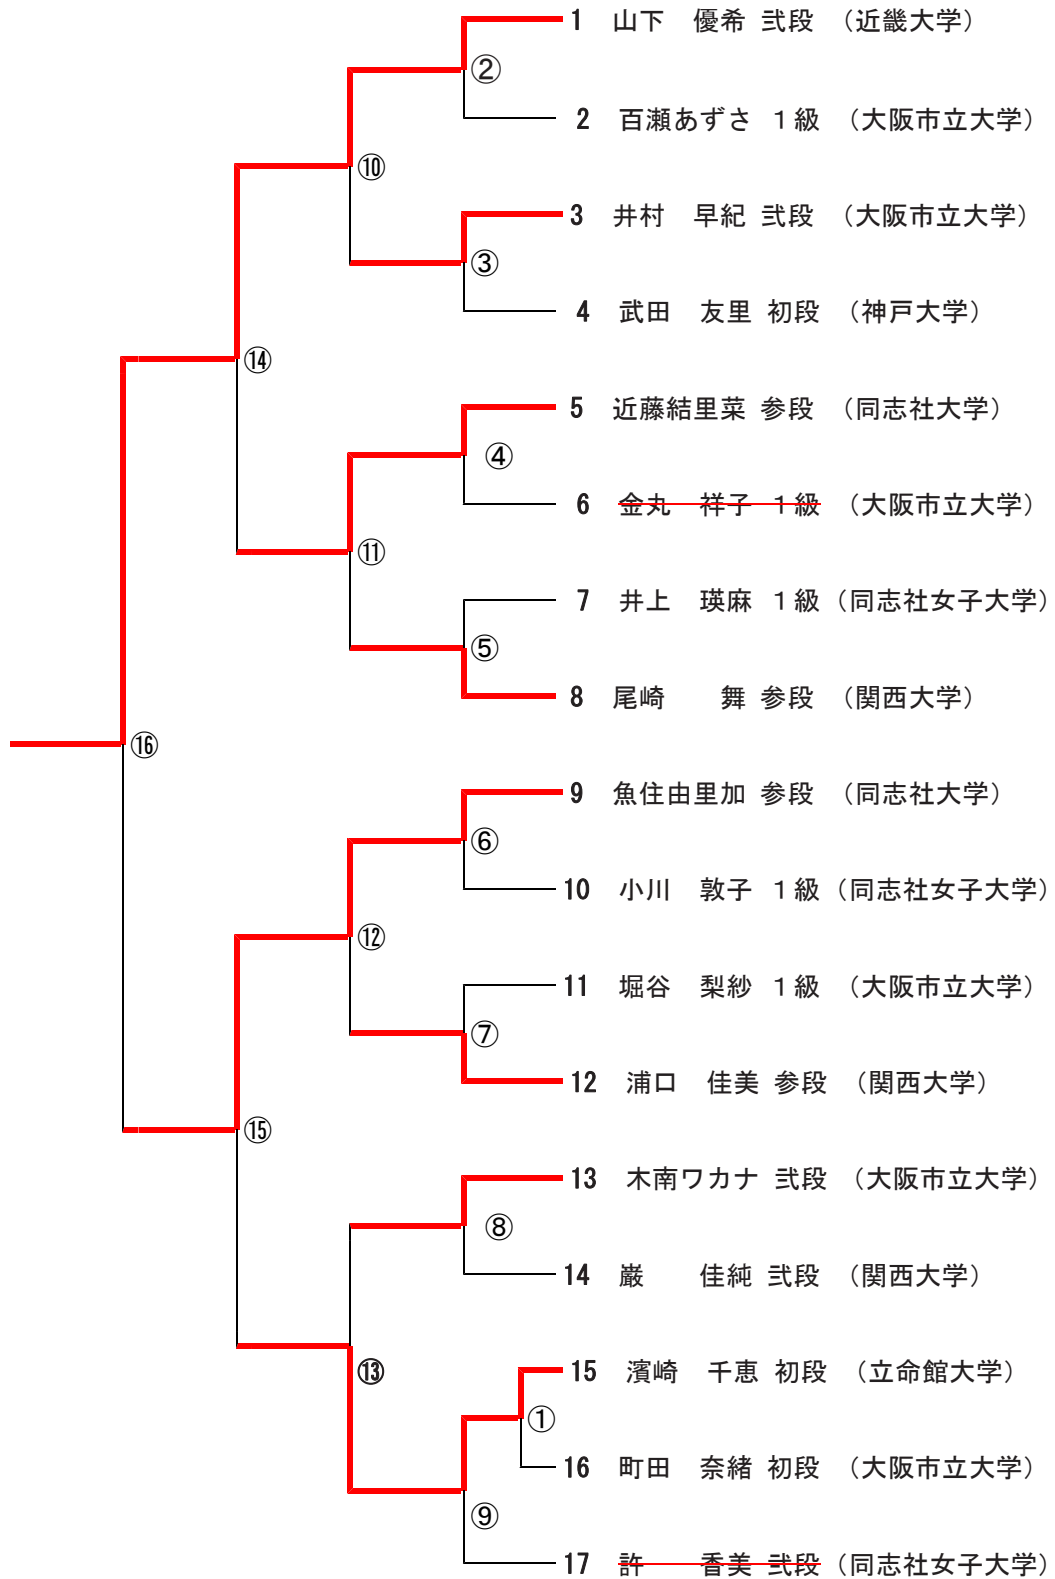 1 山下 優希 弐段 （近畿大学）
②
2 百瀬あずさ １級 （大阪市立大学）
⑩
3 井村 早紀 弐段 （大阪市立大学）
③
4 武田 友里 初段 （神戸大学）
⑭
5 近藤結里菜 参段 （同志社大学）
④
6 金丸 祥子 １級 （大阪市立大学）
⑪
7 井上 瑛麻 １級 （同志社女子大学）
⑤
8 尾崎 舞 参段 （関西大学）
⑯
9 魚住由里加 参段 （同志社大学）
⑥
10 小川 敦子 １級 （同志社女子大学）
⑫
11 堀谷 梨紗 １級 （大阪市立大学）
⑦
12 浦口 佳美 参段 （関西大学）
⑮
13 木南ワカナ 弐段 （大阪市立大学）
⑧
14 巌 佳純 弐段 （関西大学）
⑬
15 濱崎 千恵 初段 （立命館大学）
①
16 町田 奈緒 初段 （大阪市立大学）
⑨
17 許 香美 弐段 （同志社女子大学）